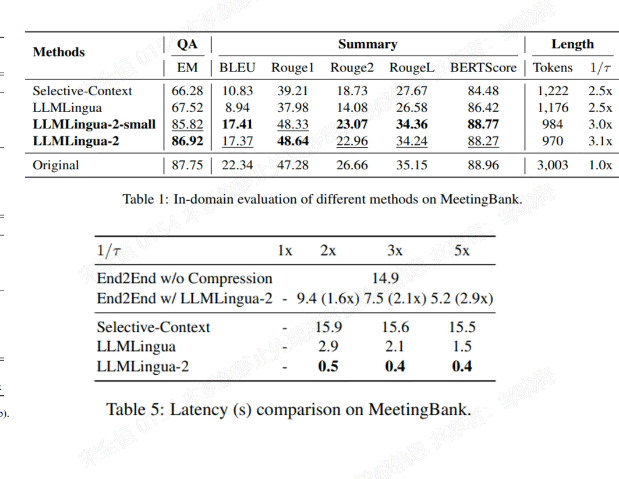 Methods QA Summary Length
EM BLEU Rouge1 Rouge2 RougeL BERTScore Tokens 1/τ
Selective-Context 66.28 10.83 39.21 18.73 27.67 84.48 1,222 2.5x
LLMLingua 67.52 8.94 37.98 14.08 26.58 86.42 1,176 2.5x
LLMLingua-2-small 85.82 17.41 48.33 23.07 34.36 88.77 984 3.0x
LLMLingua-2 86.92 17.37 48.64 22.96 34.24 88.27 970 3.1x
Original 87.75 22.34 47.28 26.66 35.15 88.96 3,003 1.0x
Table 1: In-domain evaluation of different methods on MeetingBank.
1/τ 1x 2x 3x 5x
End2End w/o Compression 14.9
End2End w/ LLMLingua-2 - 9.4 (1.6x) 7.5 (2.1x) 5.2 (2.9x)
Selective-Context - 15.9 15.6 15.5
LLMLingua - 2.9 2.1 1.5
LLMLingua-2 - 0.5 0.4 0.4
Table 5: Latency (s) comparison on MeetingBank.